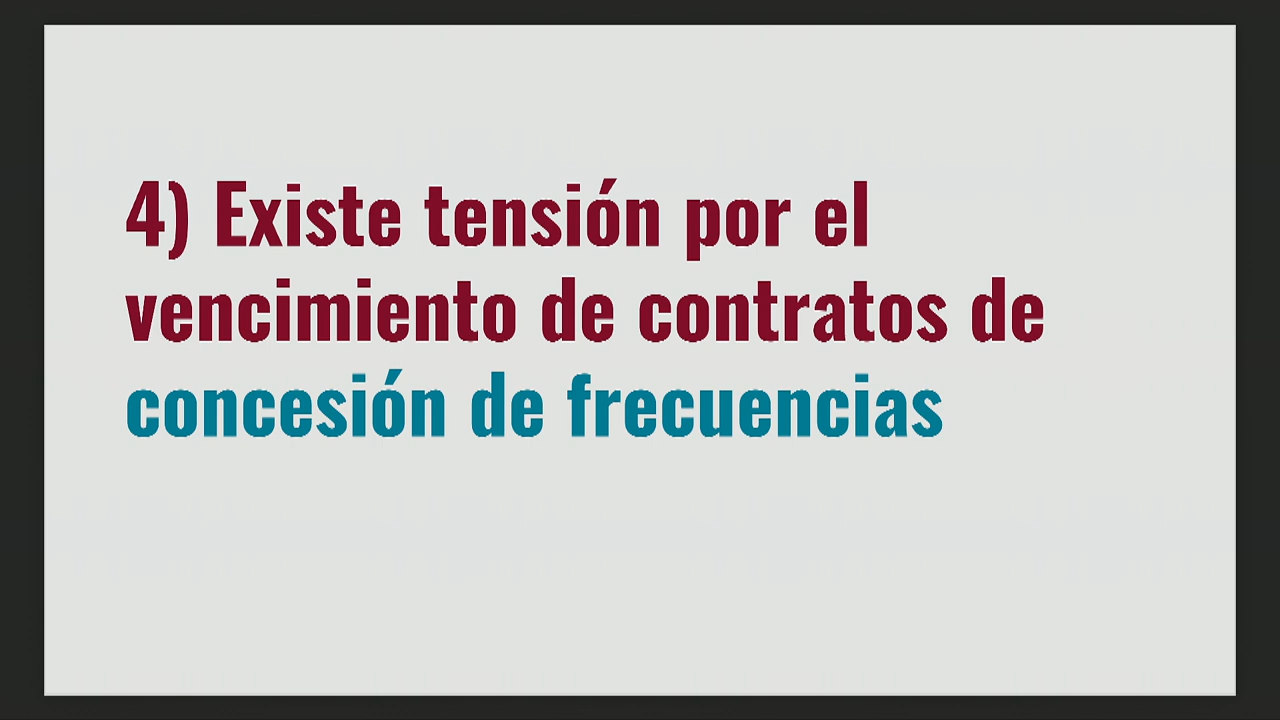 4) Existe tensión por el
vencimiento de contratos de
concesión de frecuencias